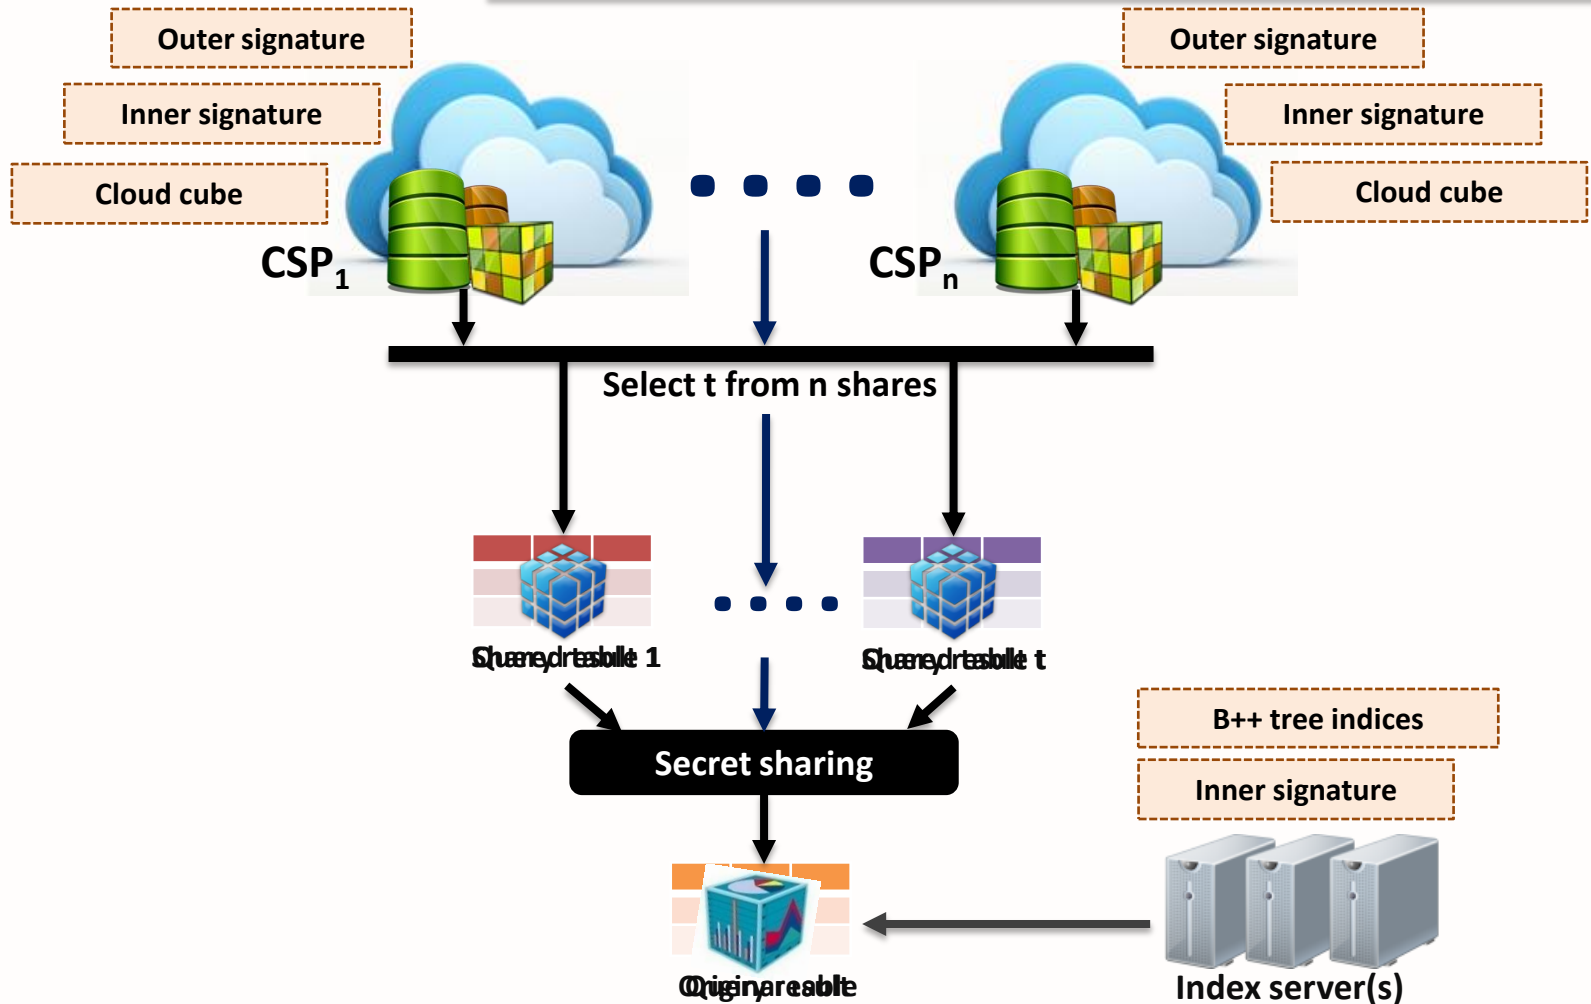 Outer signature
Inner signature
Cloud cube
CSP1
Outer signature
Inner signature
Cloud cube
CSPn
Select t from n shares
Secret sharing
B++ tree indices
Inner signature
Index server(s)